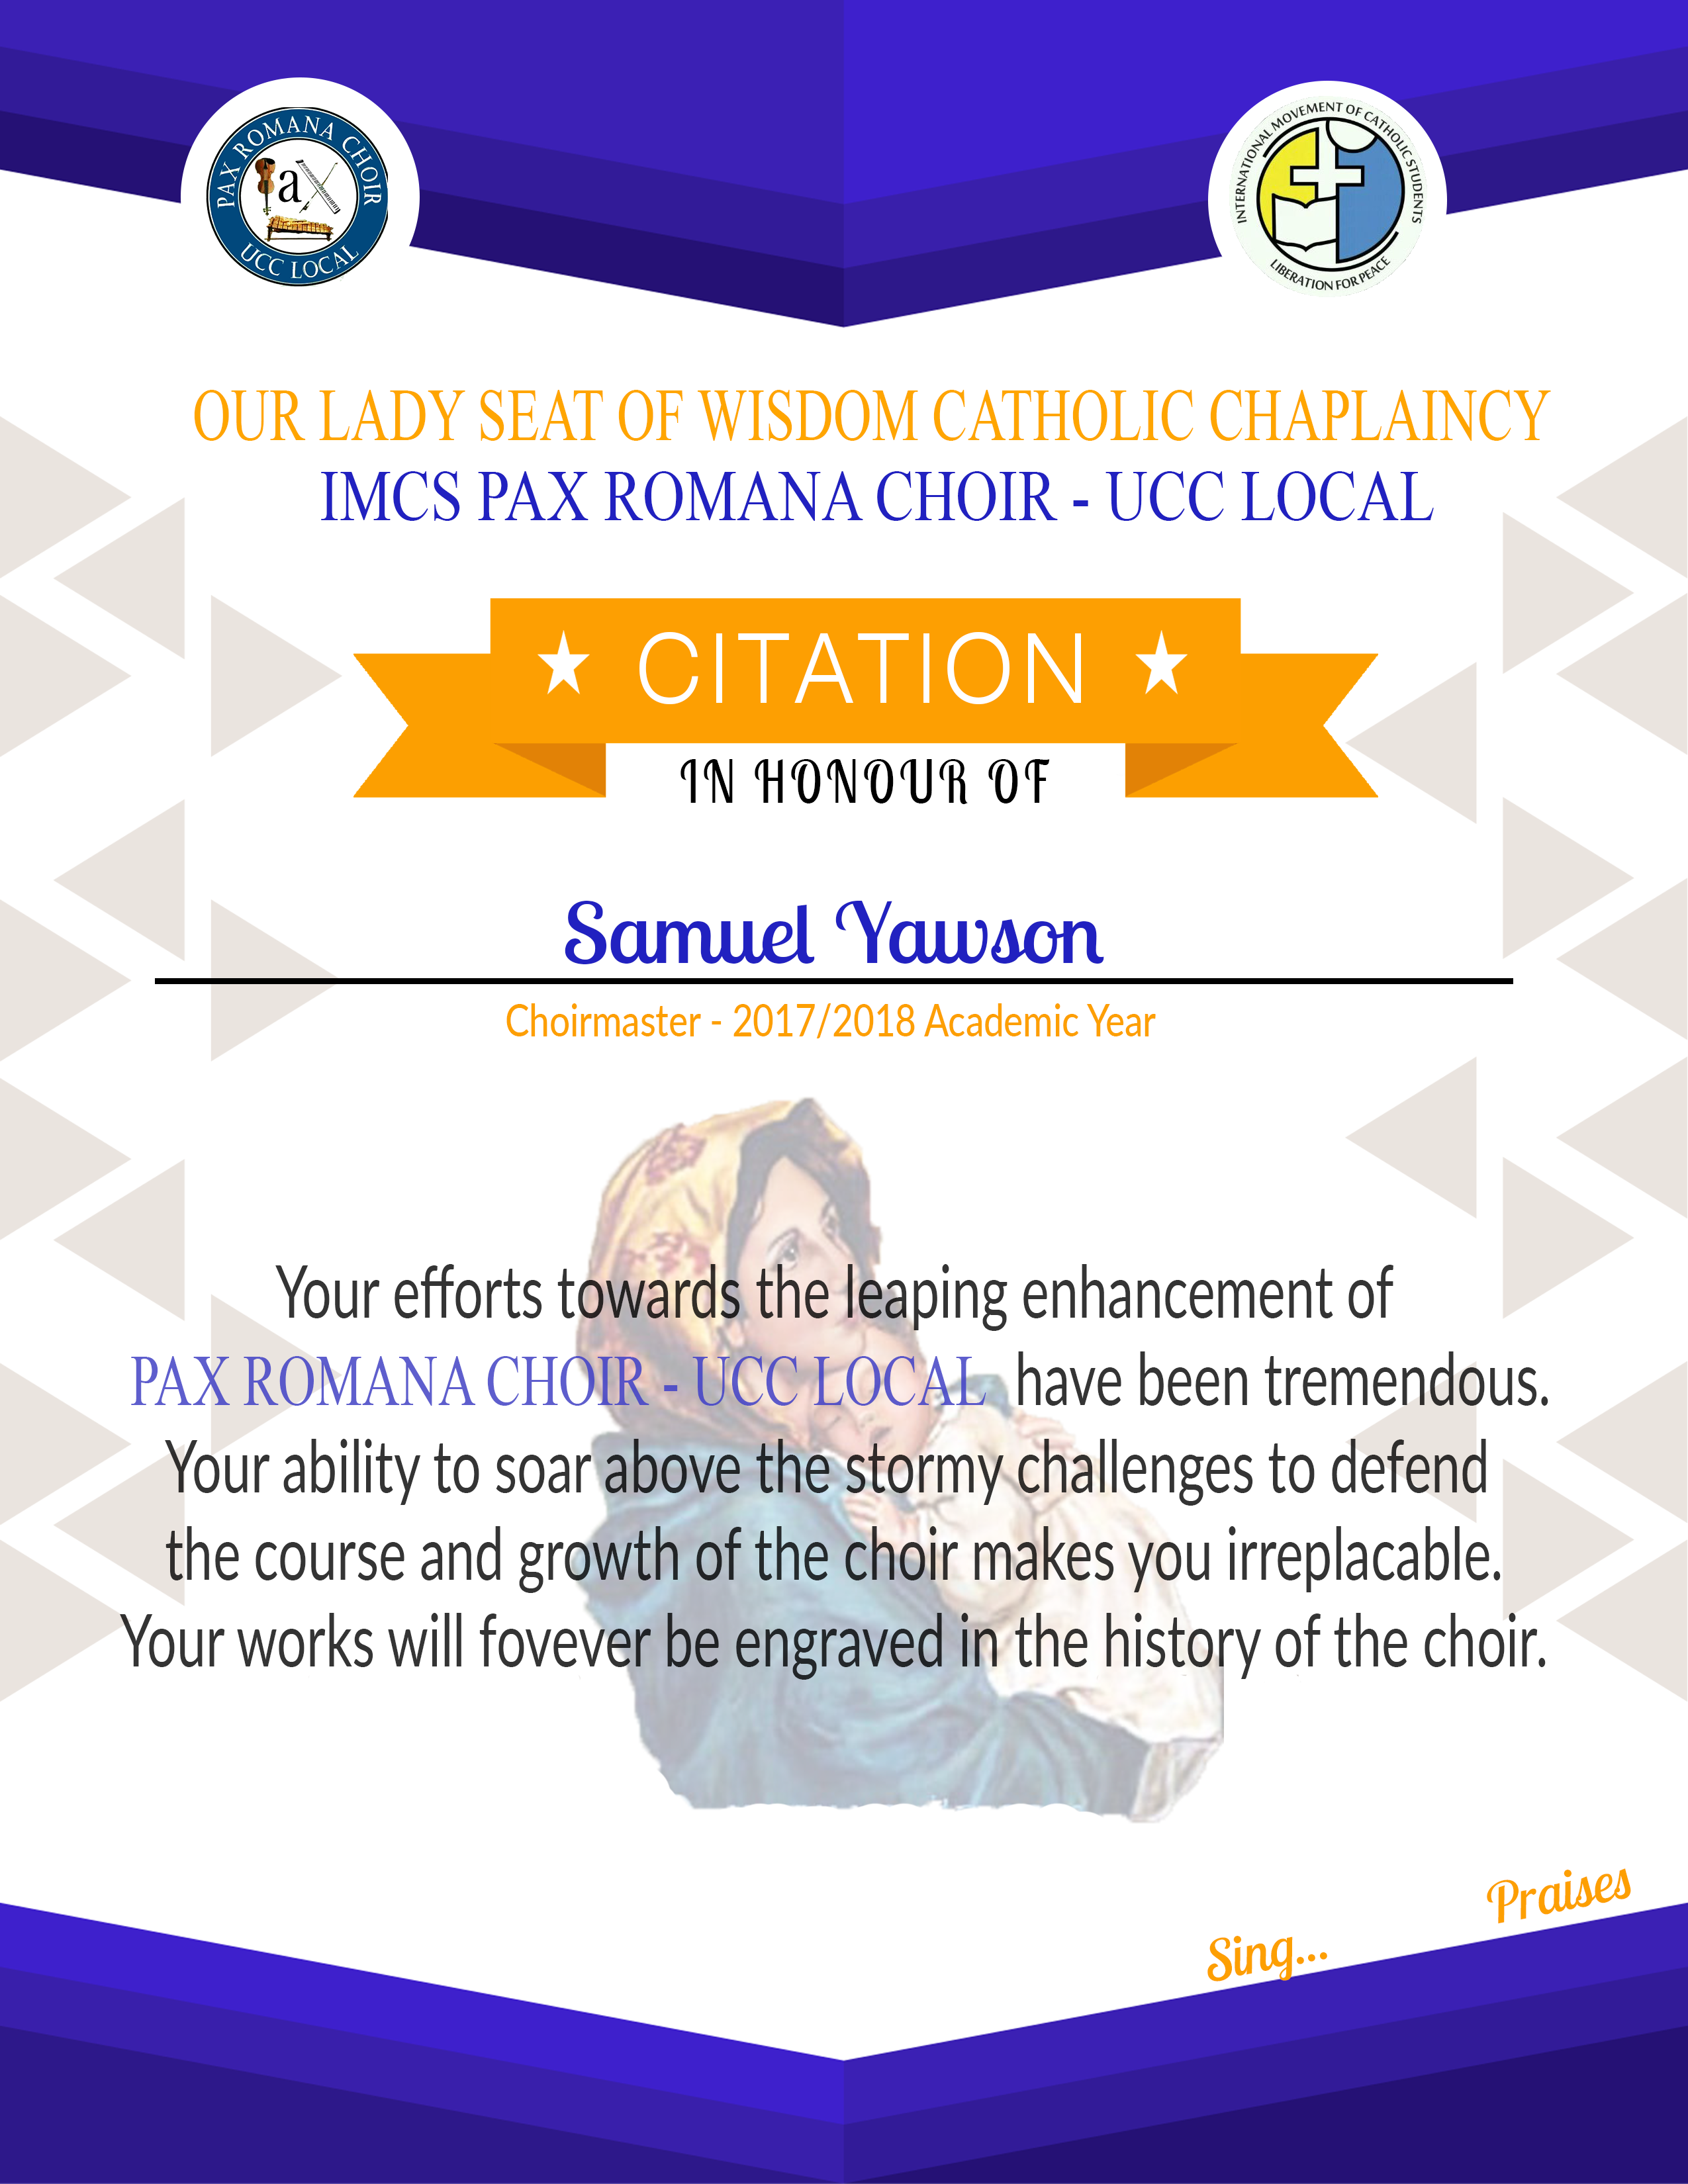 PAX ROMANA CHOIR
a
UCC LOCAL
INTERNATIONAL MOVEMENT OF CATHOLIC STUDENTS
LIBERATION FOR PEACE
OUR LADY SEAT OF WISDOM CATHOLIC CHAPLAINCY
IMCS PAX ROMANA CHOIR - UCC LOCAL
CITATION
IN HONOUR OF
Samuel Yawson
Choirmaster - 2017/2018 Academic Year
Your efforts towards the leaping enhancement of
PAX ROMANA CHOIR - UCC LOCAL have been tremendous.
Your ability to soar above the stormy challenges to defend
the course and growth of the choir makes you irreplacable.
Your works will fovever be engraved in the history of the choir.
Praises
Sing...